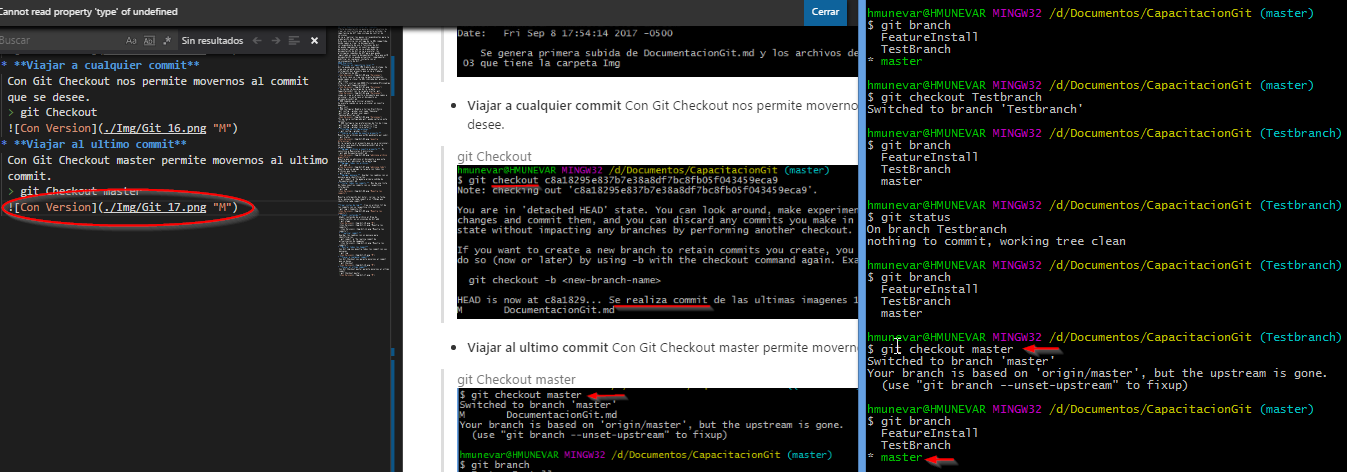 Cannot read property 'type' of undefined
Cerrar
Buscar
Aa
Sin resultados
* **Viajar a cualquier commit**
Con Git Checkout nos permite movernos al commit
que se desee.
> git Checkout
![Con Version](./Img/Git_16.png "M")
* **Viajar al ultimo commit**
Con Git Checkout master permite movernos al ultimo
commit.
> git Checkout master
![Con Version](./Img/Git_17.png "M")
Date: Fri Sep 8 17:54:14 2017 -0500
Se genera primera subida de DocumentacionGit.md y los archivos de
03 que tiene la carpeta Img
• Viajar a cualquier commit Con Git Checkout nos permite moverno
desee.
git Checkout
hmunevar@HMUNEVAR MINGW32 /d/Documentos/CapacitacionGit (master)
$ git checkout c8a18295e837b7e38a8df7bc8fb05f043459eca9
Note: checking out 'c8a18295e837b7e38a8df7bc8fb05f043459eca9'.
You are in 'detached HEAD' state. You can look around, make experimen
changes and commit them, and you can discard any commits you make in
state without impacting any branches by performing another checkout.
If you want to create a new branch to retain commits you create, you
do so (now or later) by using -b with the checkout command again. Exa
git checkout -b <new-branch-name>
HEAD is now at c8a1829... Se realiza commit de las ultimas imagenes 1
M DocumentacionGit.md
• Viajar al ultimo commit Con Git Checkout master permite moverno
git Checkout master
$ git checkout master
Switched to branch 'master'
M DocumentacionGit.md
Your branch is based on 'origin/master', but the upstream is gone.
(use "git branch --unset-upstream" to fixup)
hmunevar@HMUNEVAR MINGW32 /d/Documentos/CapacitacionGit (master)
$ git branch
hmunevar@HMUNEVAR MINGW32 /d/Documentos/CapacitacionGit (master)
$ git branch
FeatureInstall
TestBranch
* master
hmunevar@HMUNEVAR MINGW32 /d/Documentos/CapacitacionGit (master)
$ git checkout Testbranch
Switched to branch 'Testbranch'
hmunevar@HMUNEVAR MINGW32 /d/Documentos/CapacitacionGit (Testbranch)
$ git branch
FeatureInstall
TestBranch
master
hmunevar@HMUNEVAR MINGW32 /d/Documentos/CapacitacionGit (Testbranch)
$ git status
On branch Testbranch
nothing to commit, working tree clean
hmunevar@HMUNEVAR MINGW32 /d/Documentos/CapacitacionGit (Testbranch)
$ git branch
FeatureInstall
TestBranch
master
hmunevar@HMUNEVAR MINGW32 /d/Documentos/CapacitacionGit (Testbranch)
$ git checkout master
Switched to branch 'master'
Your branch is based on 'origin/master', but the upstream is gone.
(use "git branch --unset-upstream" to fixup)
hmunevar@HMUNEVAR MINGW32 /d/Documentos/CapacitacionGit (master)
$ git branch
FeatureInstall
TestBranch
* master